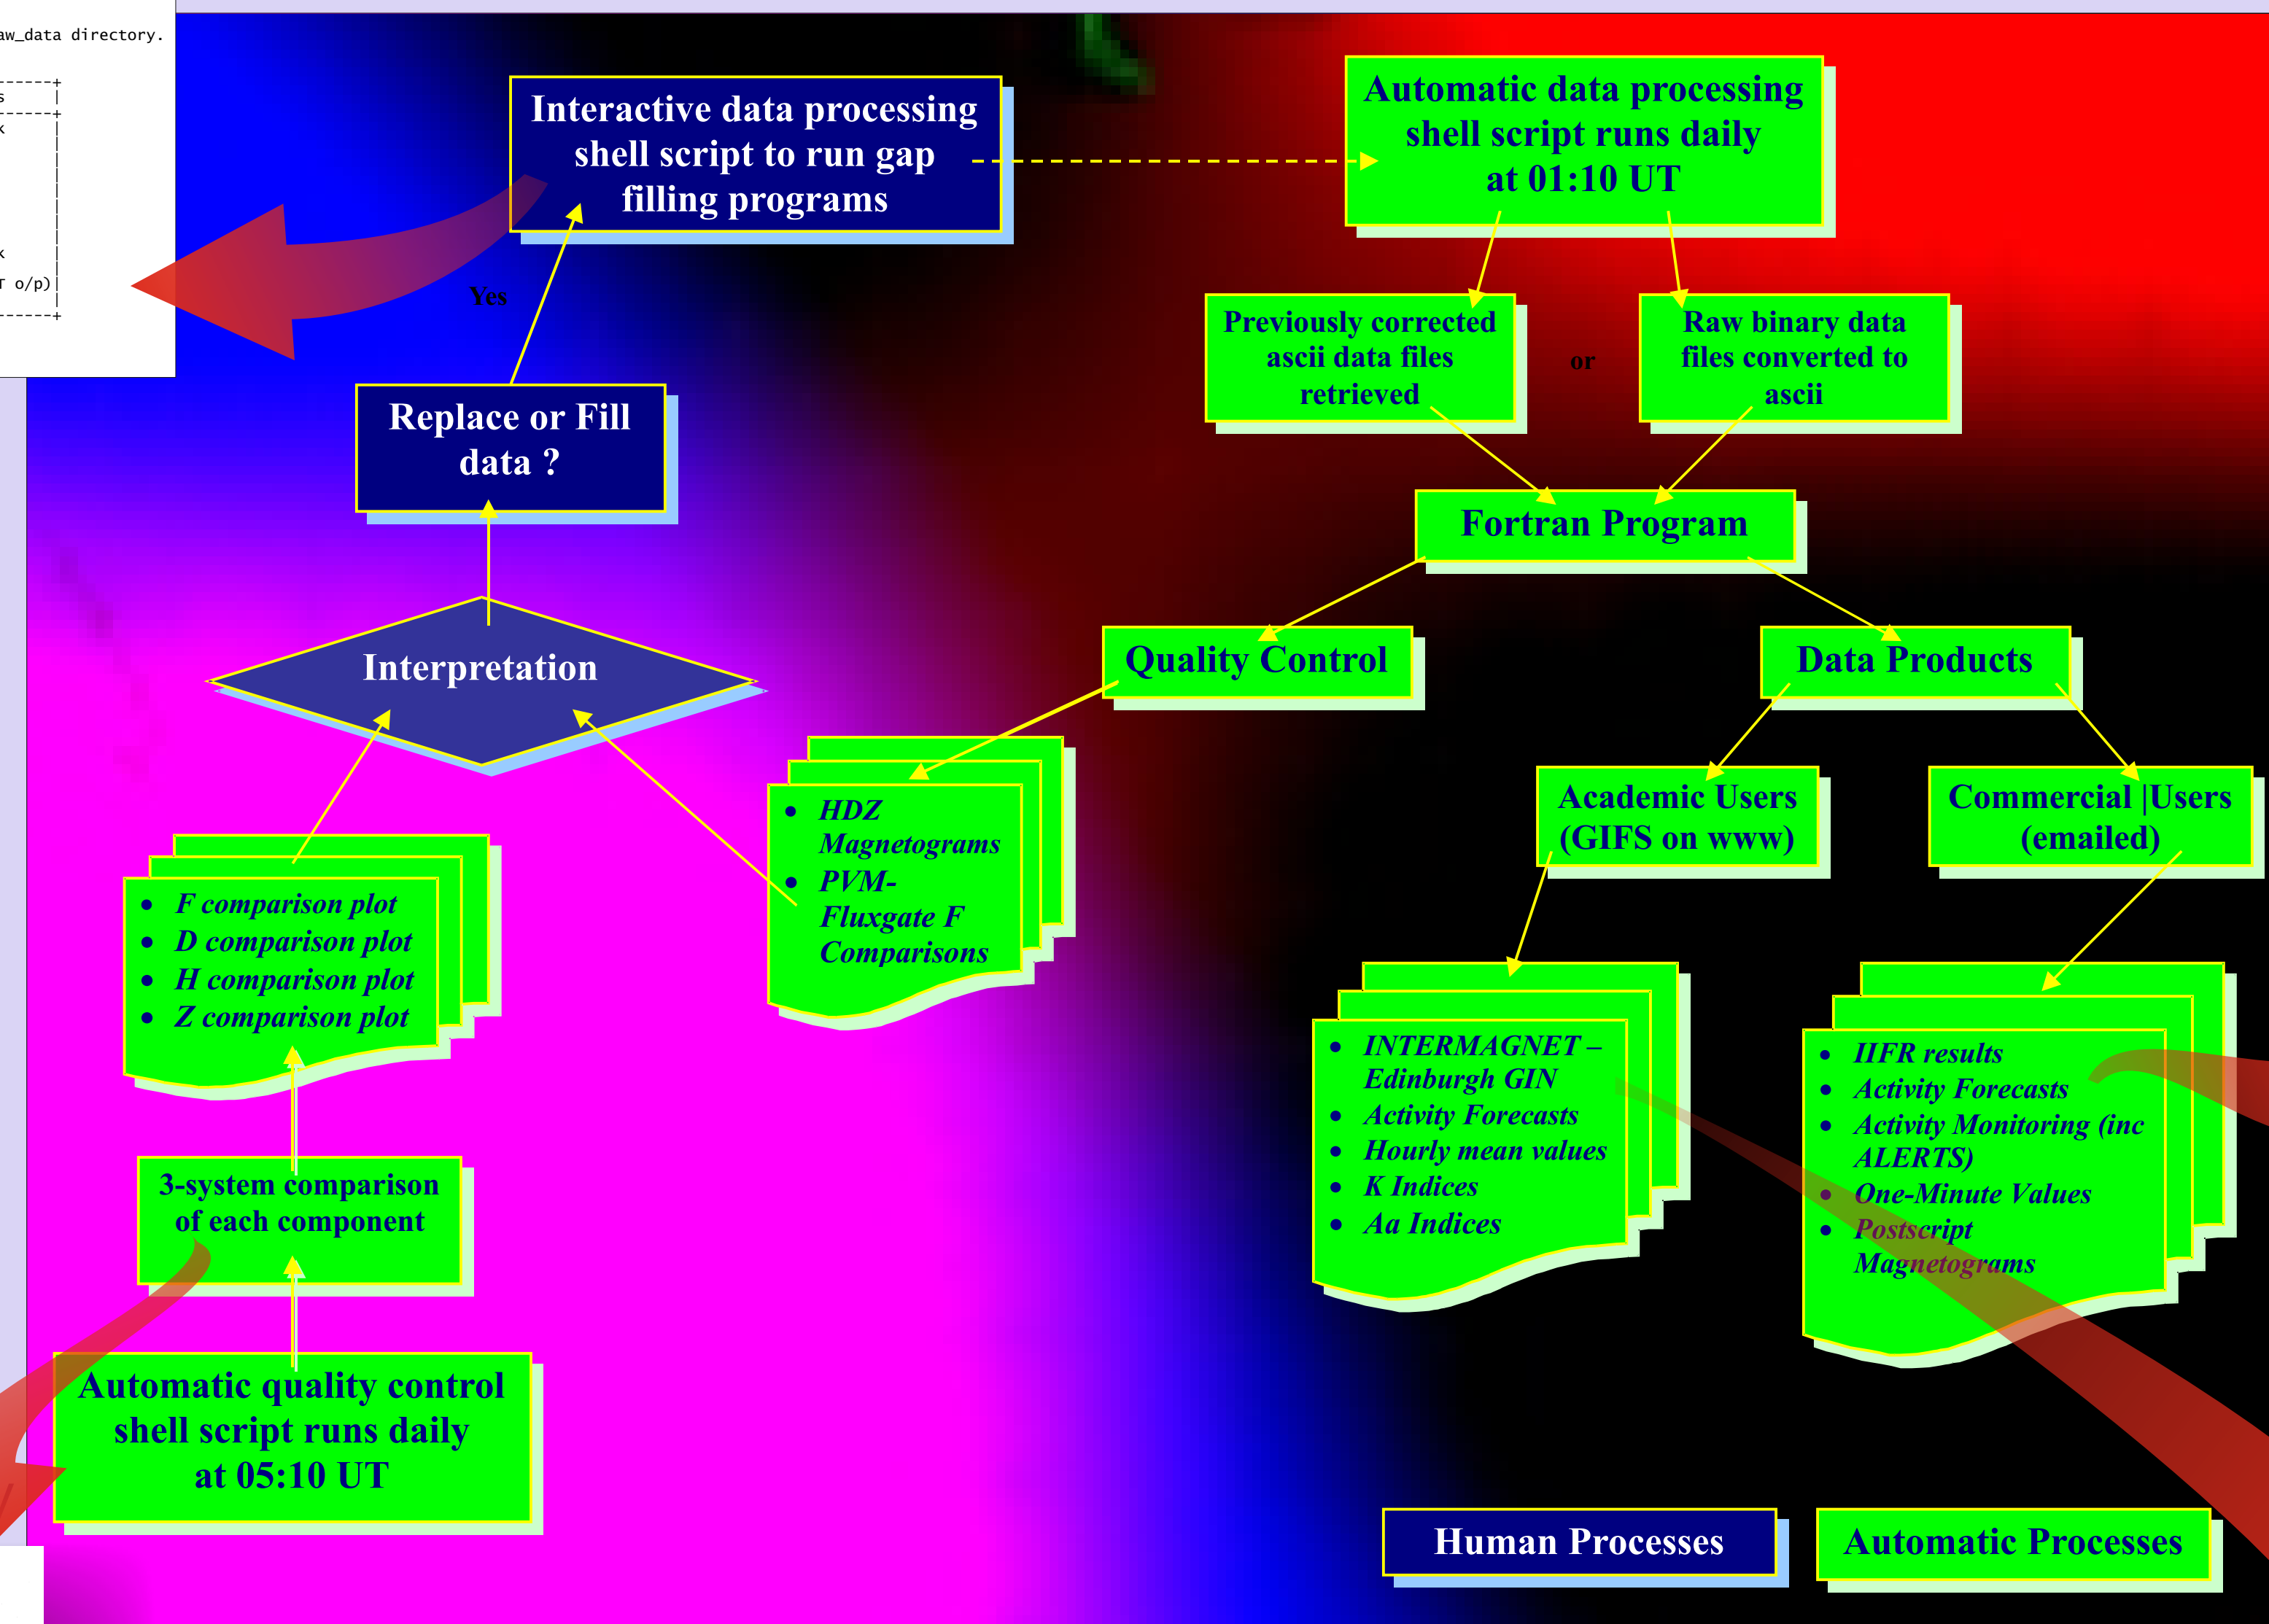 aw_data directory.
------+
s |
------+
k |
|
|
|
|
|
|
|
k |
T o/p)|
|
------+
Interactive data processing
shell script to run gap
filling programs
Automatic data processing
shell script runs daily
at 01:10 UT
Yes
Previously corrected
ascii data files
retrieved
or
Raw binary data
files converted to
ascii
Replace or Fill
data ?
Fortran Program
Interpretation
Quality Control
Data Products
• HDZ
Magnetograms
• PVM-
Fluxgate F
Comparisons
Academic Users
(GIFS on www)
Commercial |Users
(emailed)
• F comparison plot
• D comparison plot
• H comparison plot
• Z comparison plot
• INTERMAGNET –
Edinburgh GIN
• Activity Forecasts
• Hourly mean values
• K Indices
• Aa Indices
• IIFR results
• Activity Forecasts
• Activity Monitoring (inc
ALERTS)
• One-Minute Values
• Postscript
Magnetograms
3-system comparison
of each component
Automatic quality control
shell script runs daily
at 05:10 UT
Human Processes
Automatic Processes